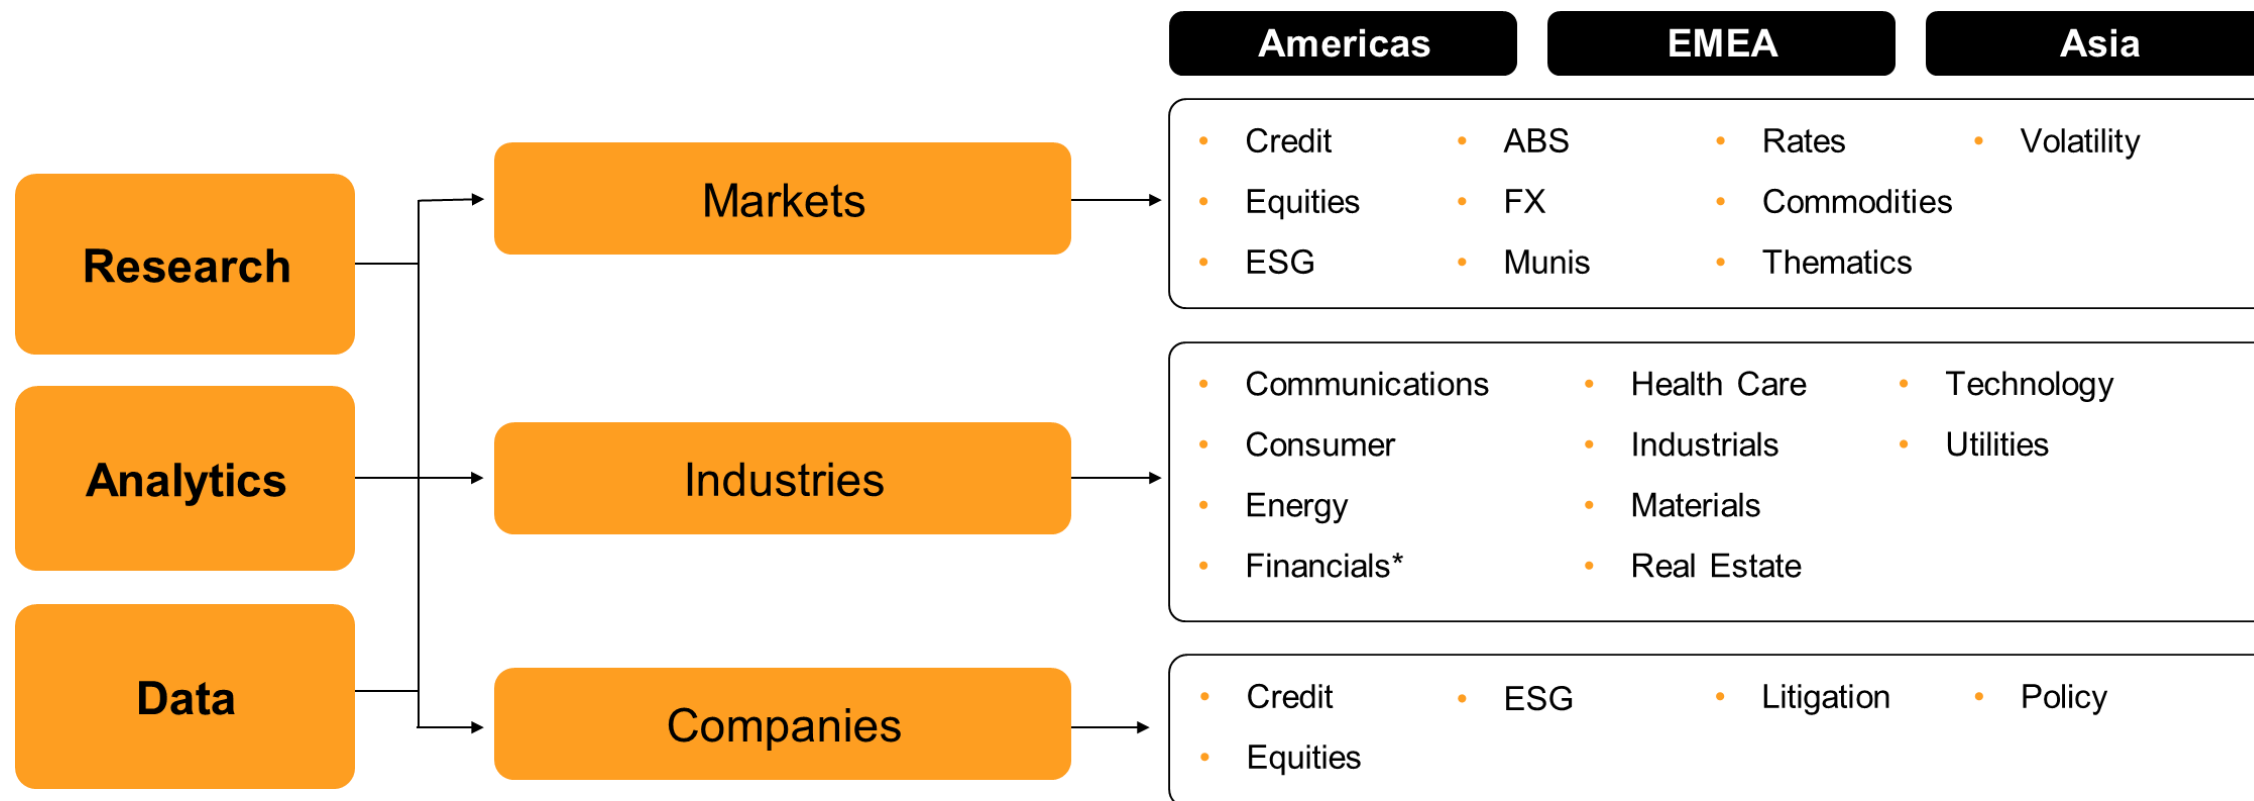 Americas EMEA Asia
Research
Analytics
Data
Markets
Industries
Companies
• Credit • ABS • Rates • Volatility
• Equities • FX • Commodities
• ESG • Munis • Thematics
• Communications • Health Care • Technology
• Consumer • Industrials • Utilities
• Energy • Materials
• Financials* • Real Estate
• Credit • ESG • Litigation • Policy
• Equities